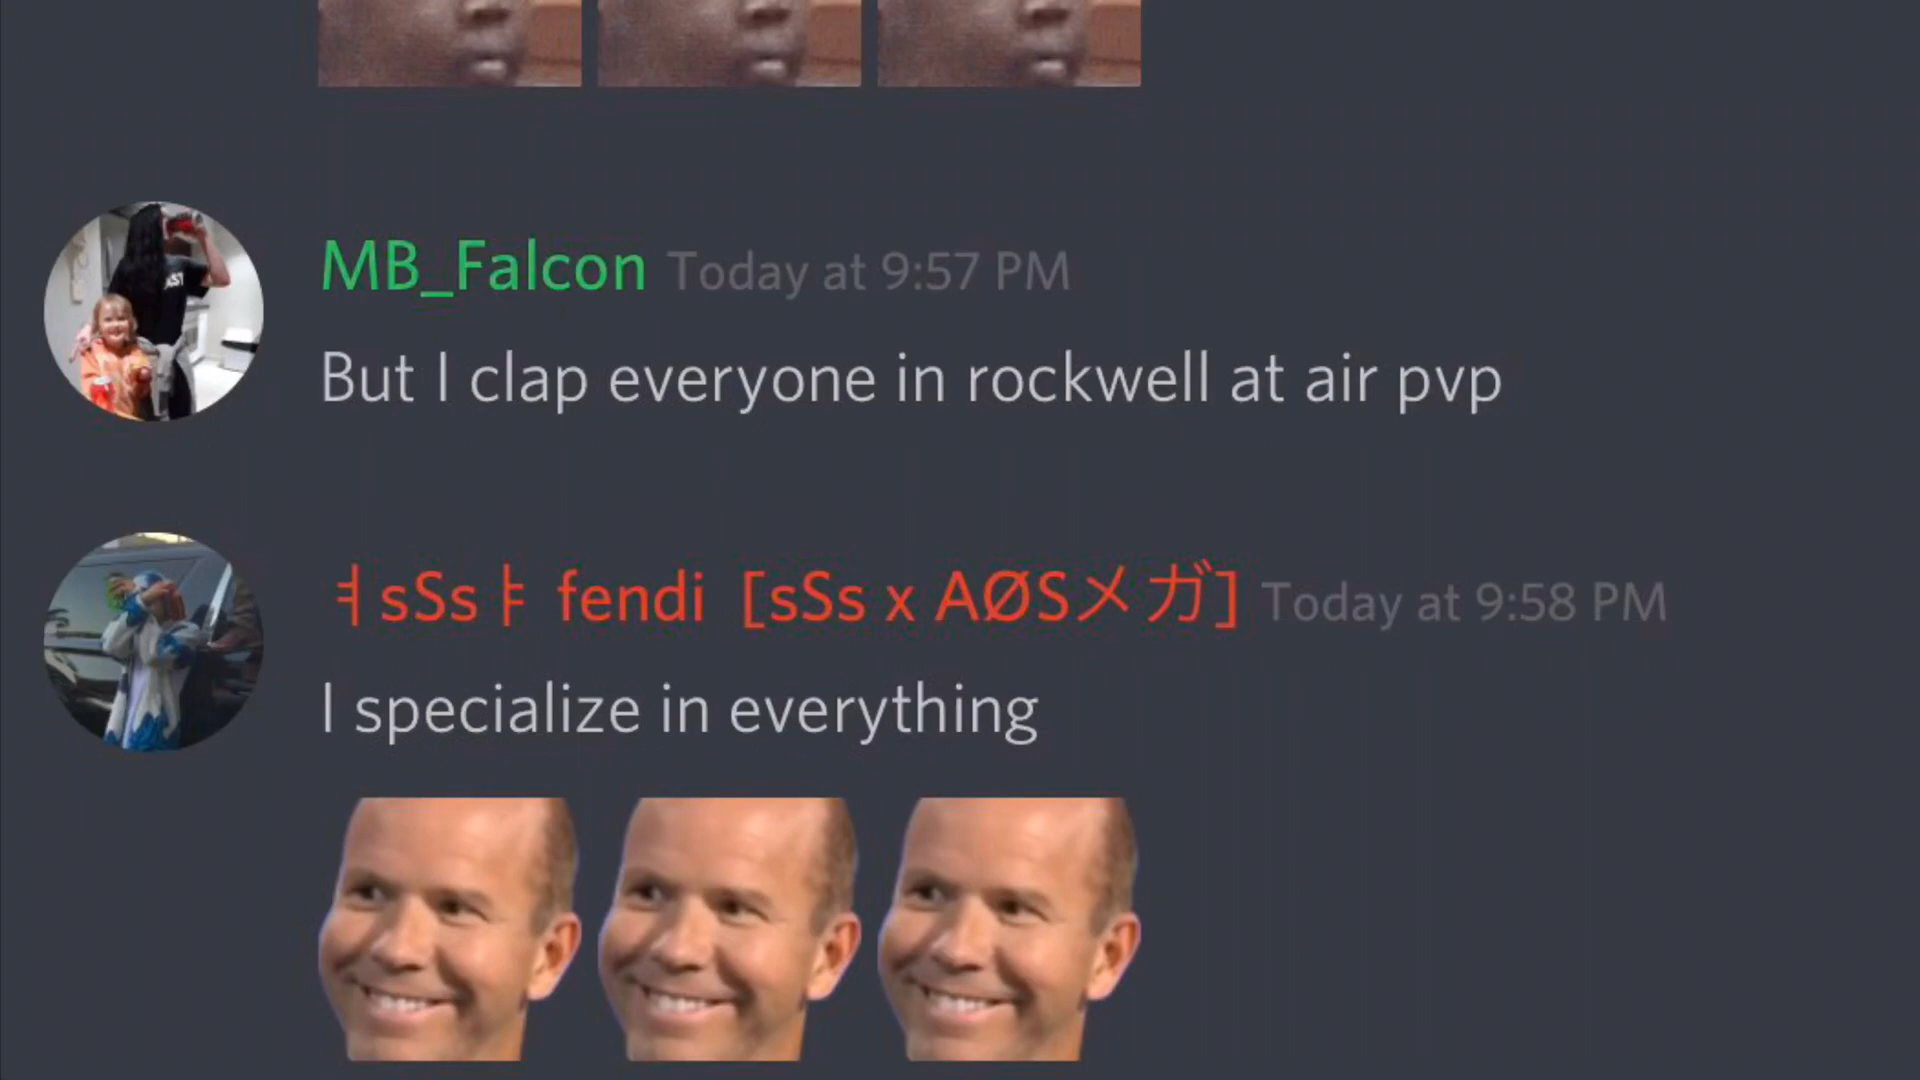 MB_Falcon Today at 9:57 PM
But I clap everyone in rockwell at air pvp
ㅕsSsㅑ fendi [sSs x AØSメガ] Today at 9:58 PM
I specialize in everything